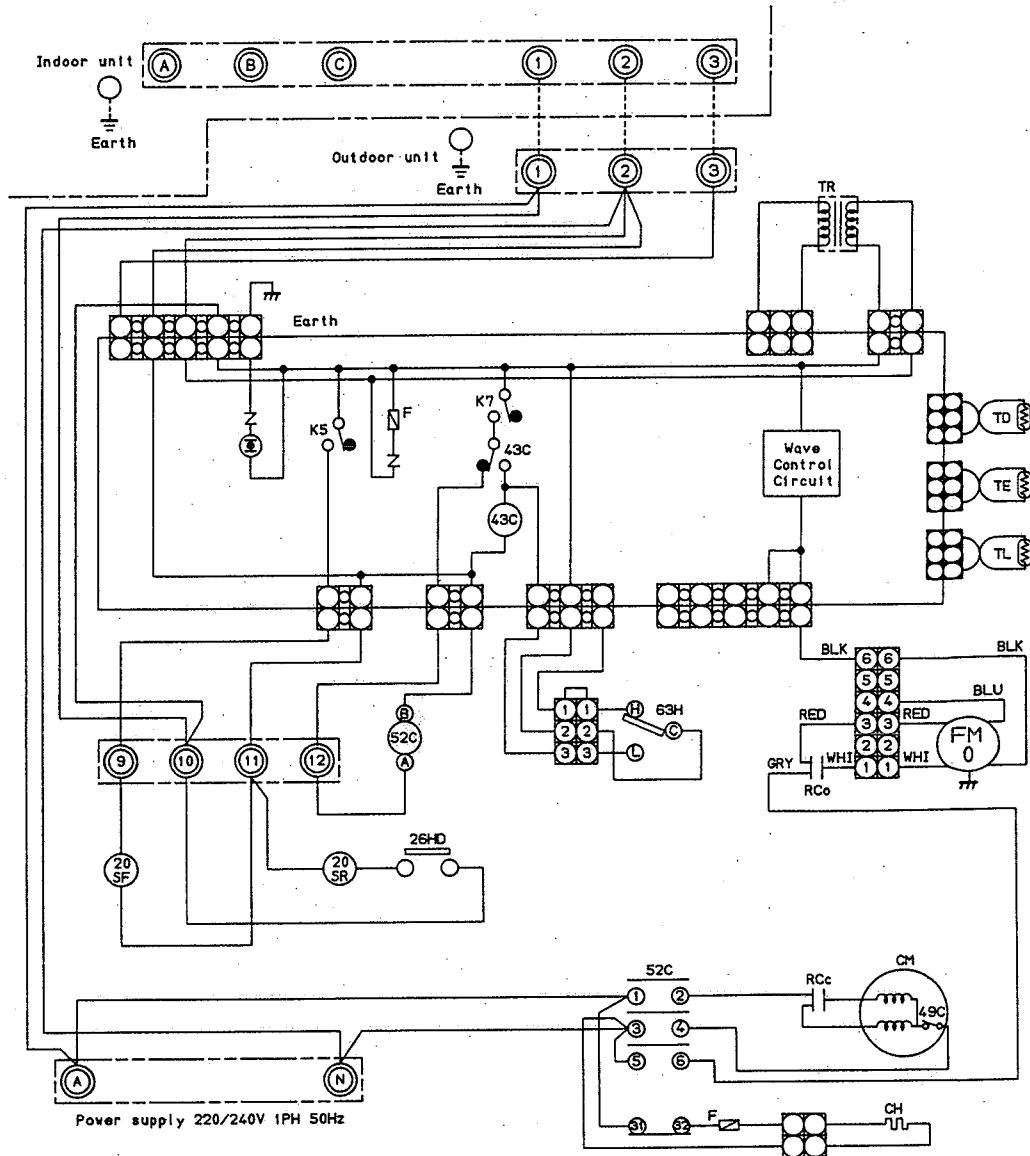 Indoor unit
A B C 1 2 3
Earth
Outdoor unit
Earth
1 2 3
TR
Earth
K7
F
K5
43C
43C
Wave
Control
Circuit
TD
TE
TL
BLK 6 6 BLK
5 5
4 4 BLU
RED 3 3 RED
2 2
GRY WHI 1 1 WHI
RCo
FM
0
B
52C
A
1 1 H 63H
2 2 C
3 3 L
9 10 11 12
20
SF
20
SR
26HD
52C
1 2
3 4
5 6
31 32 F
RCc
CM
49C
CH
A N
Power supply 220/240V 1PH 50Hz